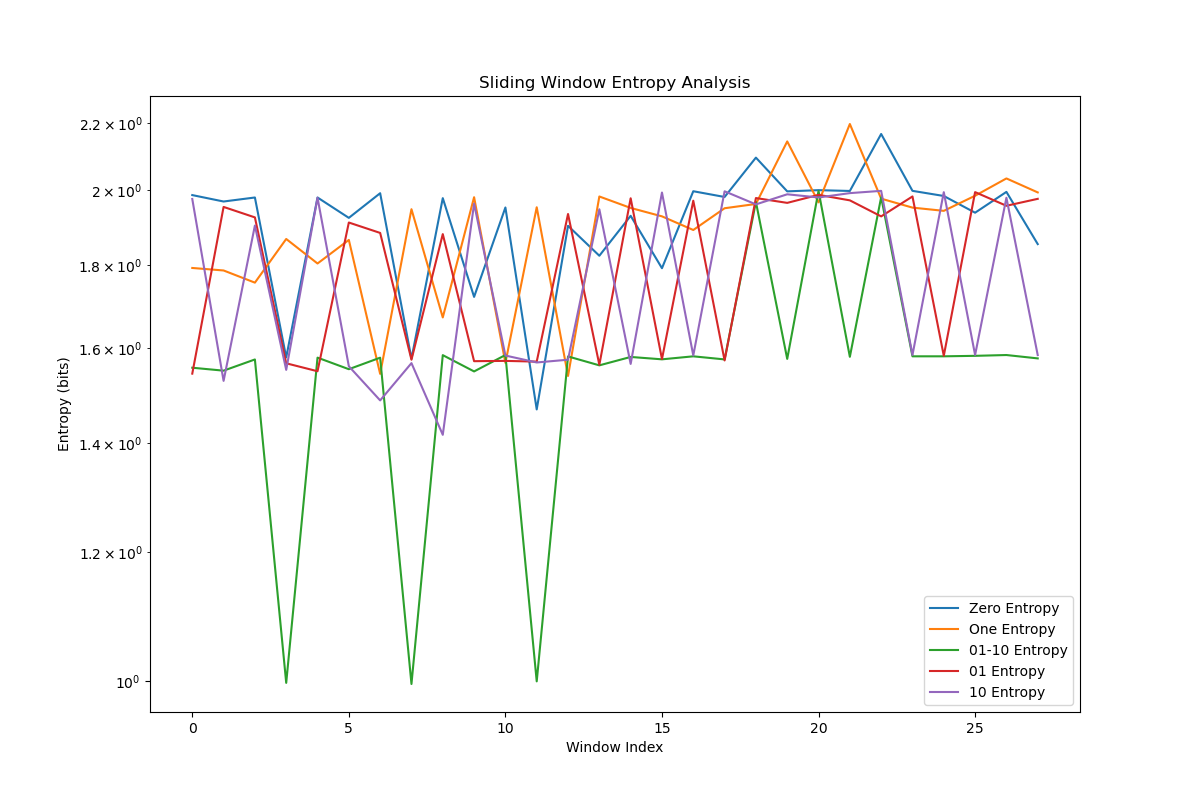 Sliding Window Entropy Analysis
2.2 × 10⁰
2 × 10⁰
1.8 × 10⁰
1.6 × 10⁰
1.4 × 10⁰
1.2 × 10⁰
10⁰
Entropy (bits)
0 5 10 15 20 25
Window Index
Zero Entropy
One Entropy
01-10 Entropy
01 Entropy
10 Entropy